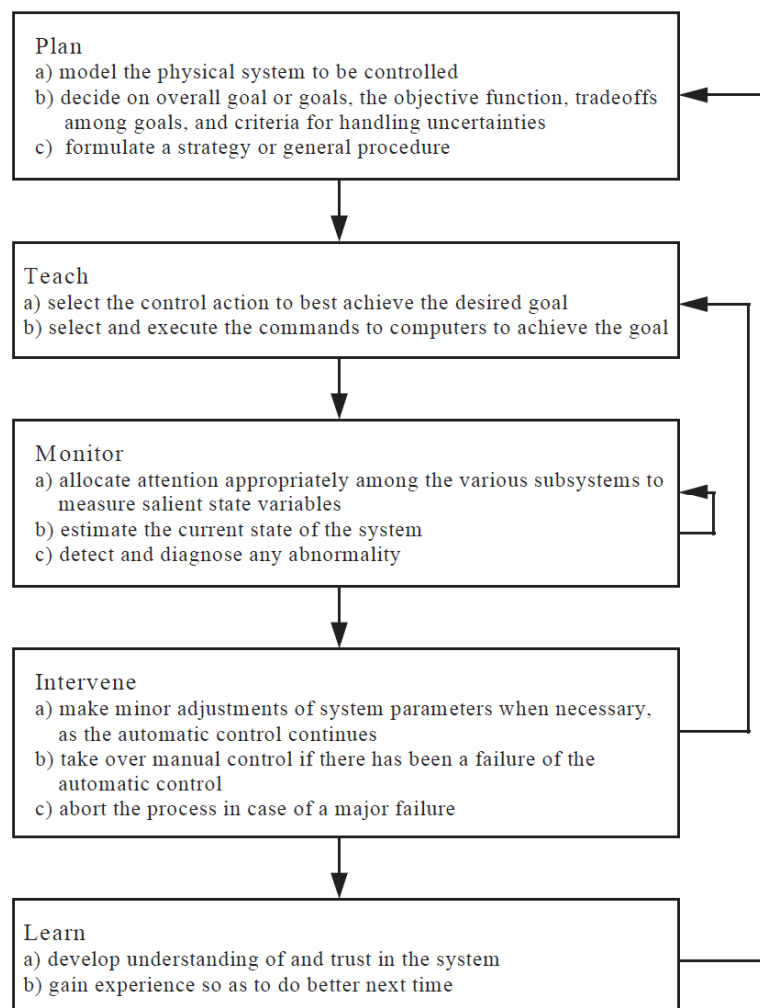 Plan
a) model the physical system to be controlled
b) decide on overall goal or goals, the objective function, tradeoffs
among goals, and criteria for handling uncertainties
c) formulate a strategy or general procedure
Teach
a) select the control action to best achieve the desired goal
b) select and execute the commands to computers to achieve the goal
Monitor
a) allocate attention appropriately among the various subsystems to
measure salient state variables
b) estimate the current state of the system
c) detect and diagnose any abnormality
Intervene
a) make minor adjustments of system parameters when necessary,
as the automatic control continues
b) take over manual control if there has been a failure of the
automatic control
c) abort the process in case of a major failure
Learn
a) develop understanding of and trust in the system
b) gain experience so as to do better next time